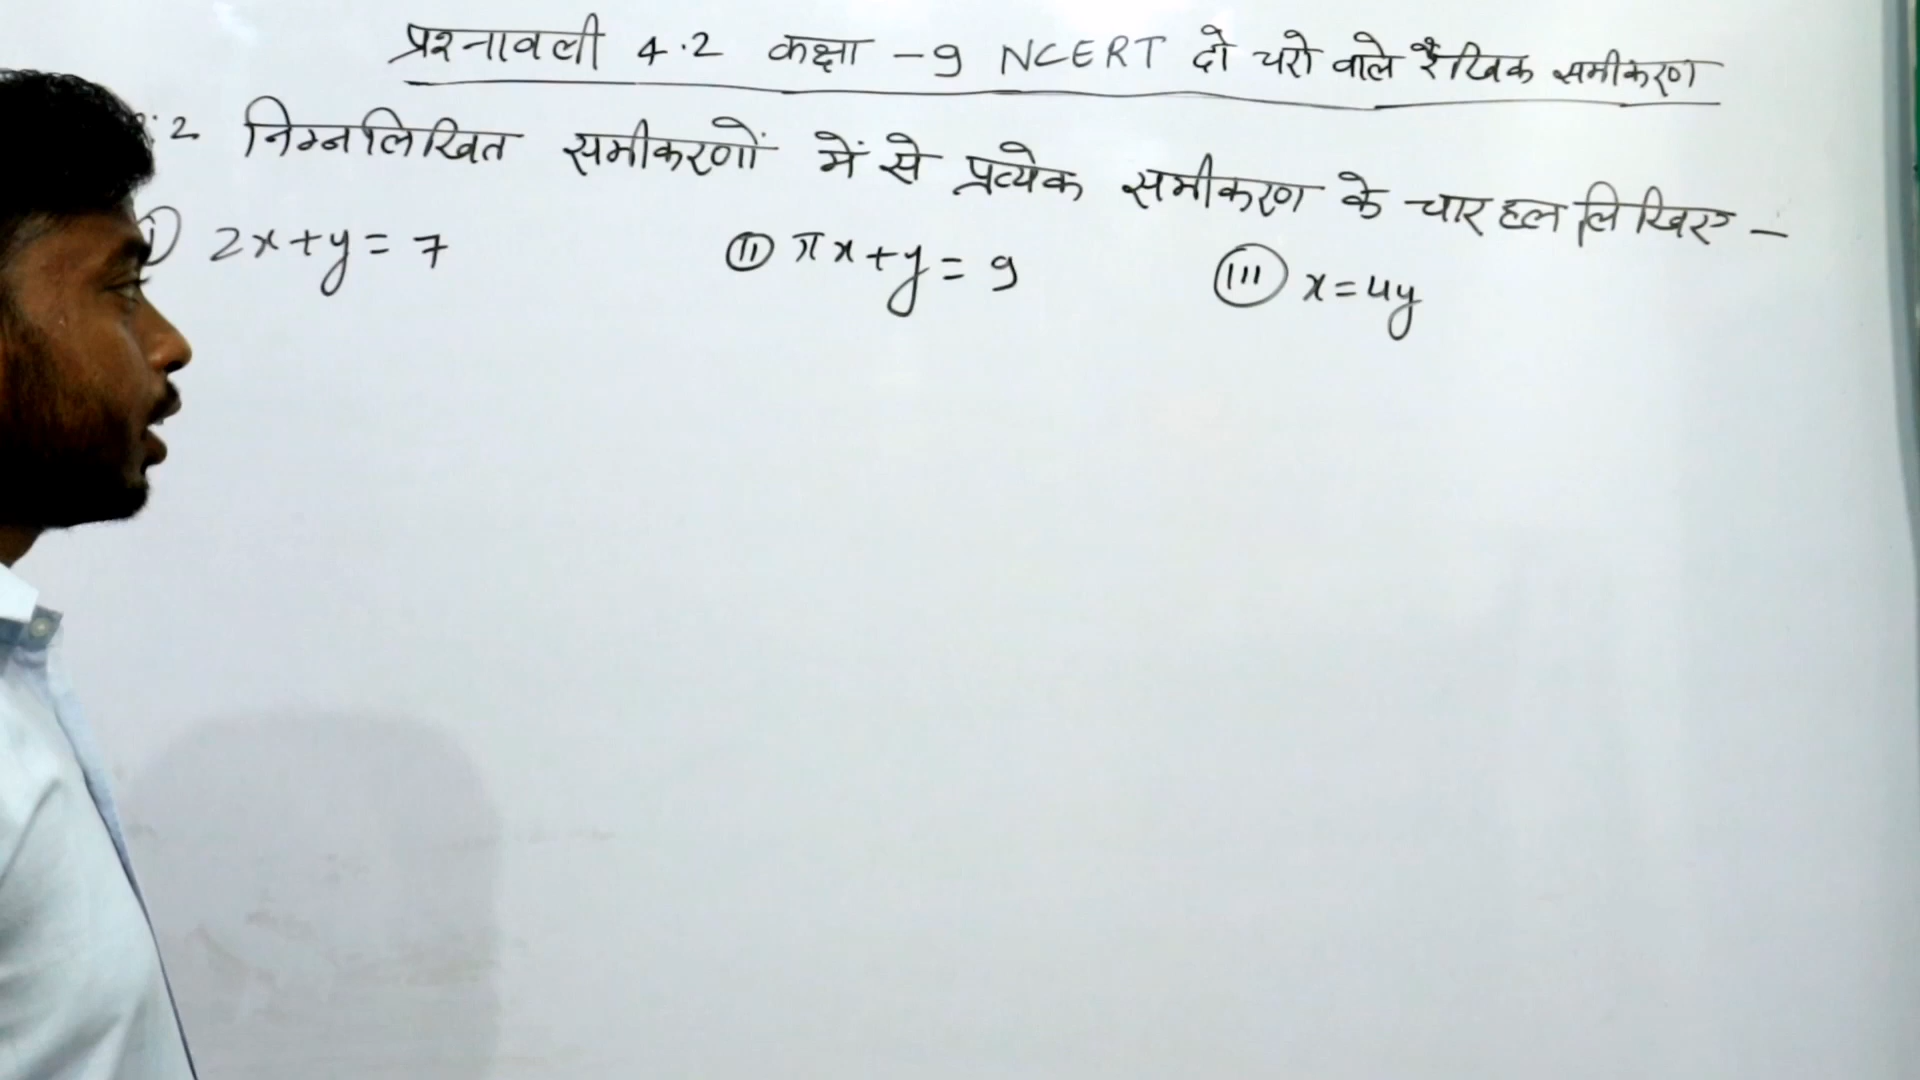 प्रश्नावली 4.2 कक्षा -9 NCERT दो चरो वाले रैखिक समीकरण
: 2 निम्नलिखित समीकरणों में से प्रत्येक समीकरण के चार हल लिखिए -
i) 2x+y=7 (ii) πx+y=9 (iii) x=4y